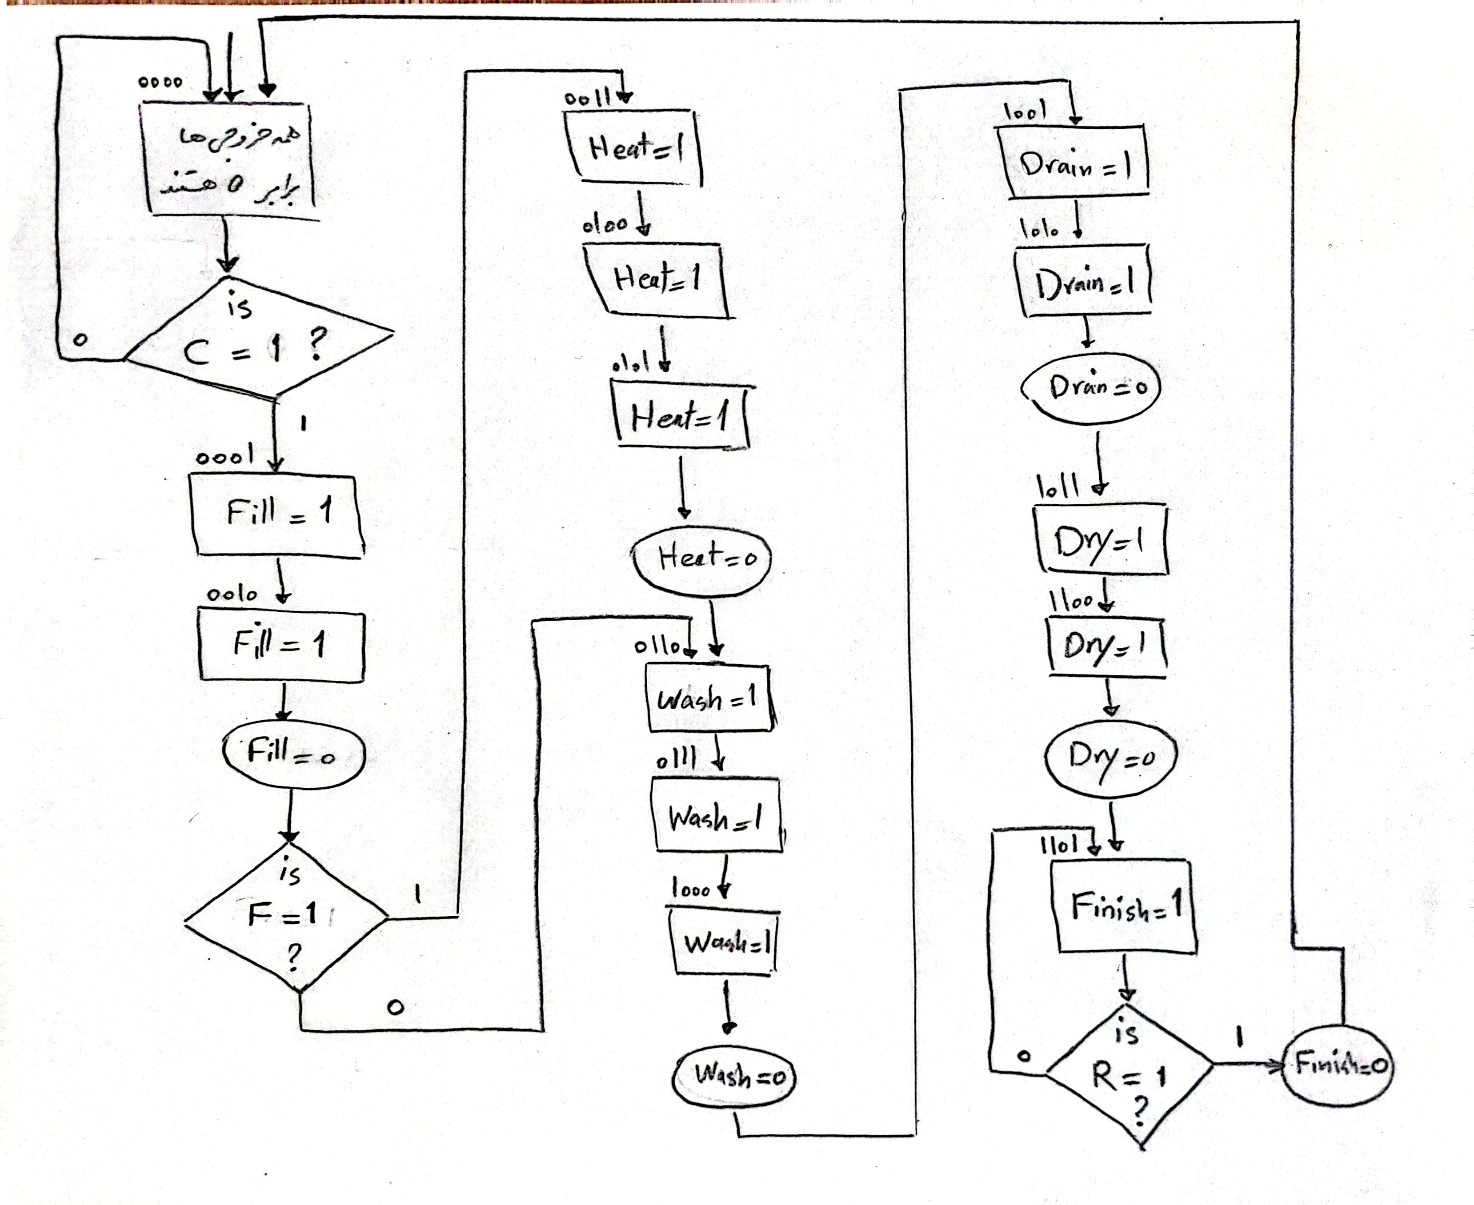 0000
همه خروجی ها
برابر 0 هستند
is
C = 1 ?
0
1
0001
Fill = 1
0010
Fill = 1
Fill = 0
is
F = 1
?
1
0
0011
Heat = 1
0100
Heat = 1
0101
Heat = 1
Heat = 0
0110
Wash = 1
0111
Wash = 1
1000
Wash = 1
Wash = 0
1001
Drain = 1
1010
Drain = 1
Drain = 0
1011
Dry = 1
1100
Dry = 1
Dry = 0
1101
Finish = 1
is
R = 1
?
0
1
Finish = 0